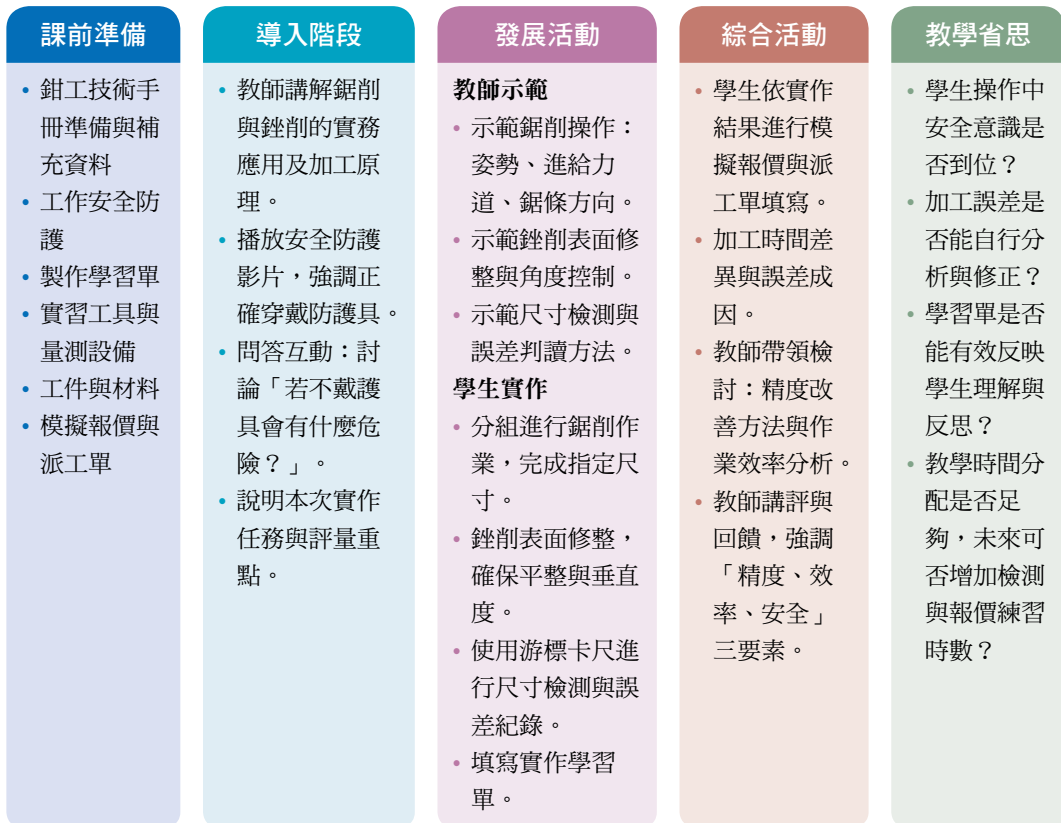 課前準備
• 鉗工技術手
冊準備與補
充資料
• 工作安全防
護
• 製作學習單
• 實習工具與
量測設備
• 工件與材料
• 模擬報價與
派工單
導入階段
• 教師講解鋸削
與銼削的實務
應用及加工原
理。
• 播放安全防護
影片，強調正
確穿戴防護具。
• 問答互動：討
論「若不戴護
具會有什麼危
險？」。
• 說明本次實作
任務與評量重
點。
發展活動
教師示範
• 示範鋸削操作：
姿勢、進給力
道、鋸條方向。
• 示範銼削表面修
整與角度控制。
• 示範尺寸檢測與
誤差判讀方法。
學生實作
• 分組進行鋸削作
業，完成指定尺
寸。
• 銼削表面修整，
確保平整與垂直
度。
• 使用游標卡尺進
行尺寸檢測與誤
差紀錄。
• 填寫實作學習
單。
綜合活動
• 學生依實作
結果進行模
擬報價與派
工單填寫。
• 加工時間差
異與誤差成
因。
• 教師帶領檢
討：精度改
善方法與作
業效率分析。
• 教師講評與
回饋，強調
「精度、效
率、安全」
三要素。
教學省思
• 學生操作中
安全意識是
否到位？
• 加工誤差是
否能自行分
析與修正？
• 學習單是否
能有效反映
學生理解與
反思？
• 教學時間分
配是否足
夠，未來可
否增加檢測
與報價練習
時數？